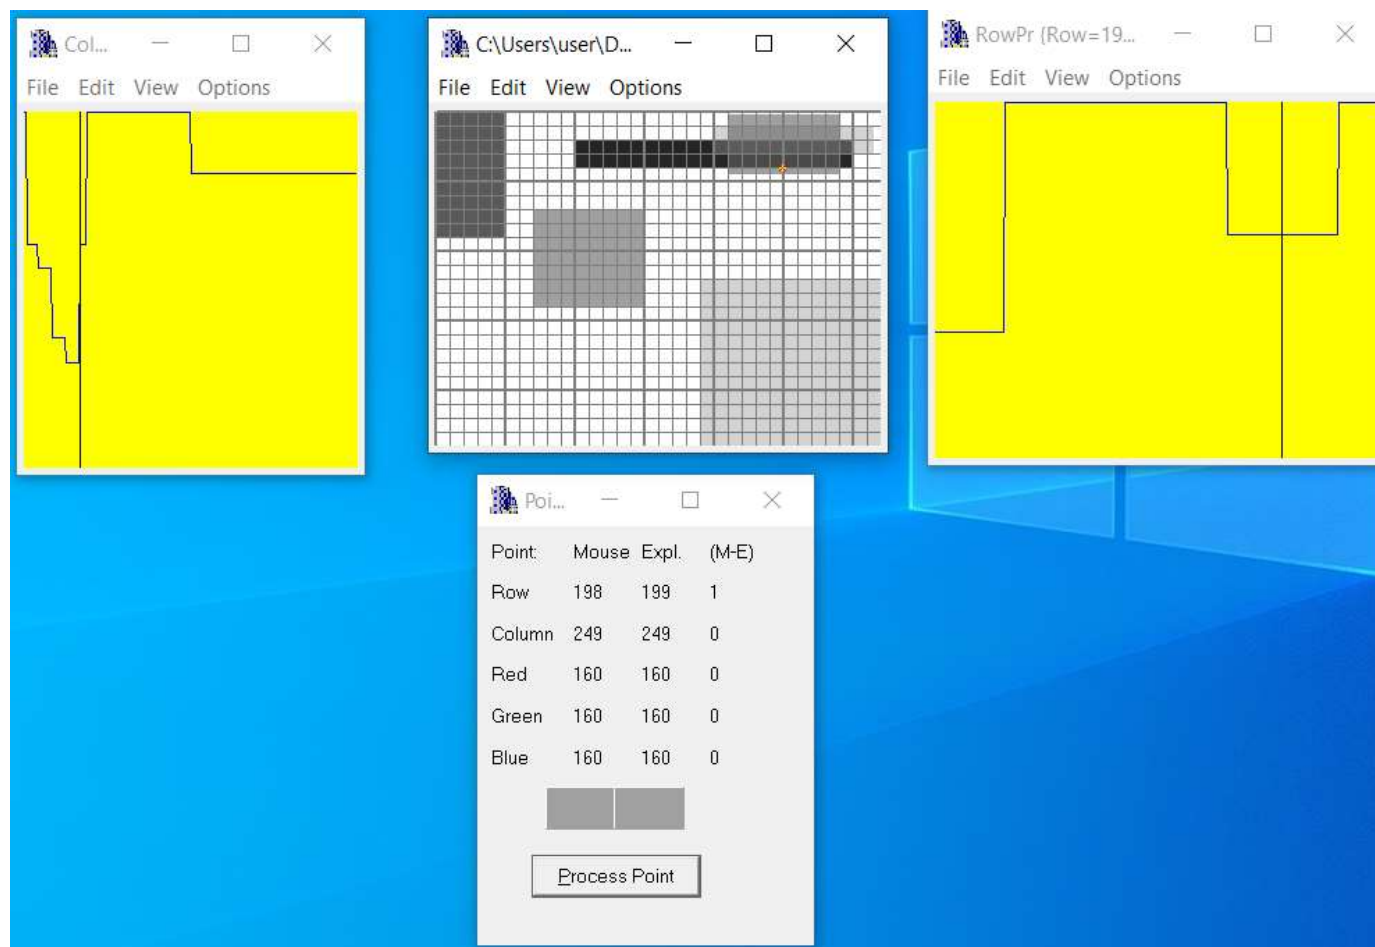 Col...
File Edit View Options
C:\Users\user\D...
File Edit View Options
RowPr (Row=19...
File Edit View Options
Poi...
Point: Mouse Expl. (M-E)
Row 198 199 1
Column 249 249 0
Red 160 160 0
Green 160 160 0
Blue 160 160 0
Process Point